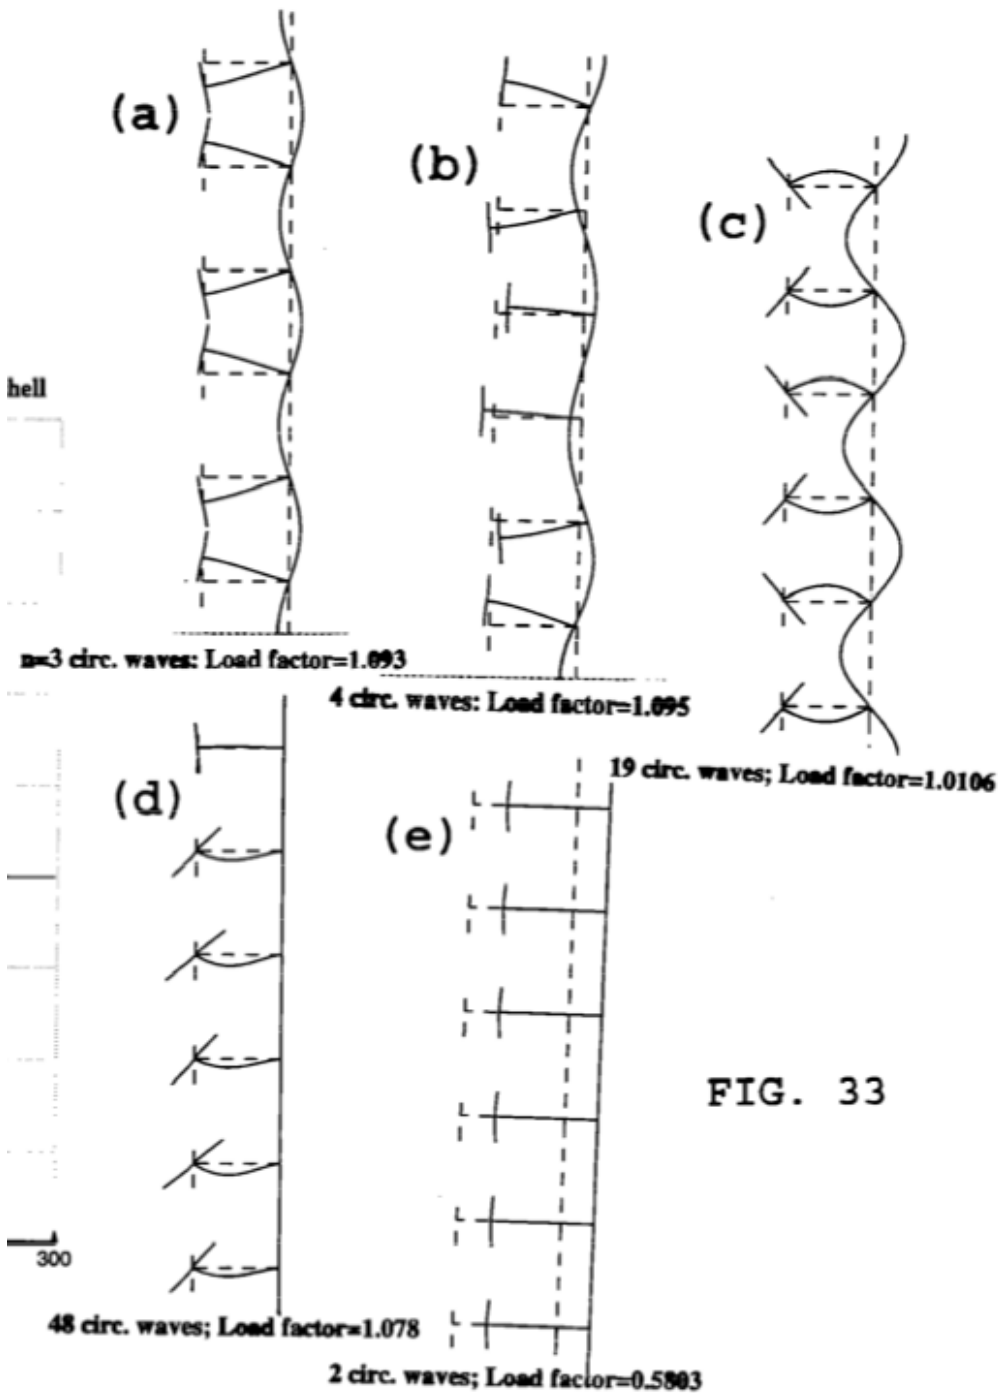 (a)
(b)
(c)
hell
n=3 circ. waves: Load factor=1.093
4 circ. waves: Load factor=1.095
19 circ. waves; Load factor=1.0106
(d)
(e)
FIG. 33
300
48 circ. waves; Load factor=1.078
2 circ. waves; Load factor=0.5803